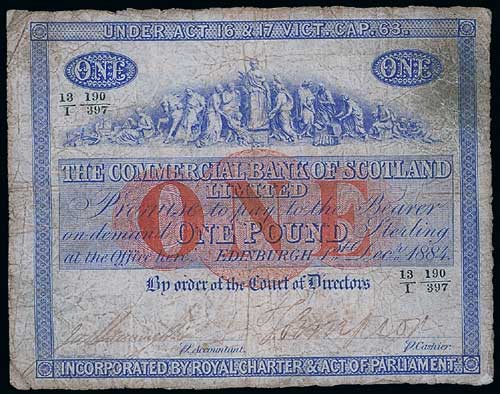 UNDER ACT 16 & 17 VICT. CAP. 63.
ONE ONE
13/1 190/397
THE COMMERCIAL BANK OF SCOTLAND
LIMITED
Promise to pay to the Bearer
on demand ONE POUND Sterling
at the Office here. EDINBURGH Decr. 1884.
ONE
13/1 190/397
By order of the Court of Directors
p. Accountant. p. Cashier.
INCORPORATED BY ROYAL CHARTER & ACT OF PARLIAMENT.